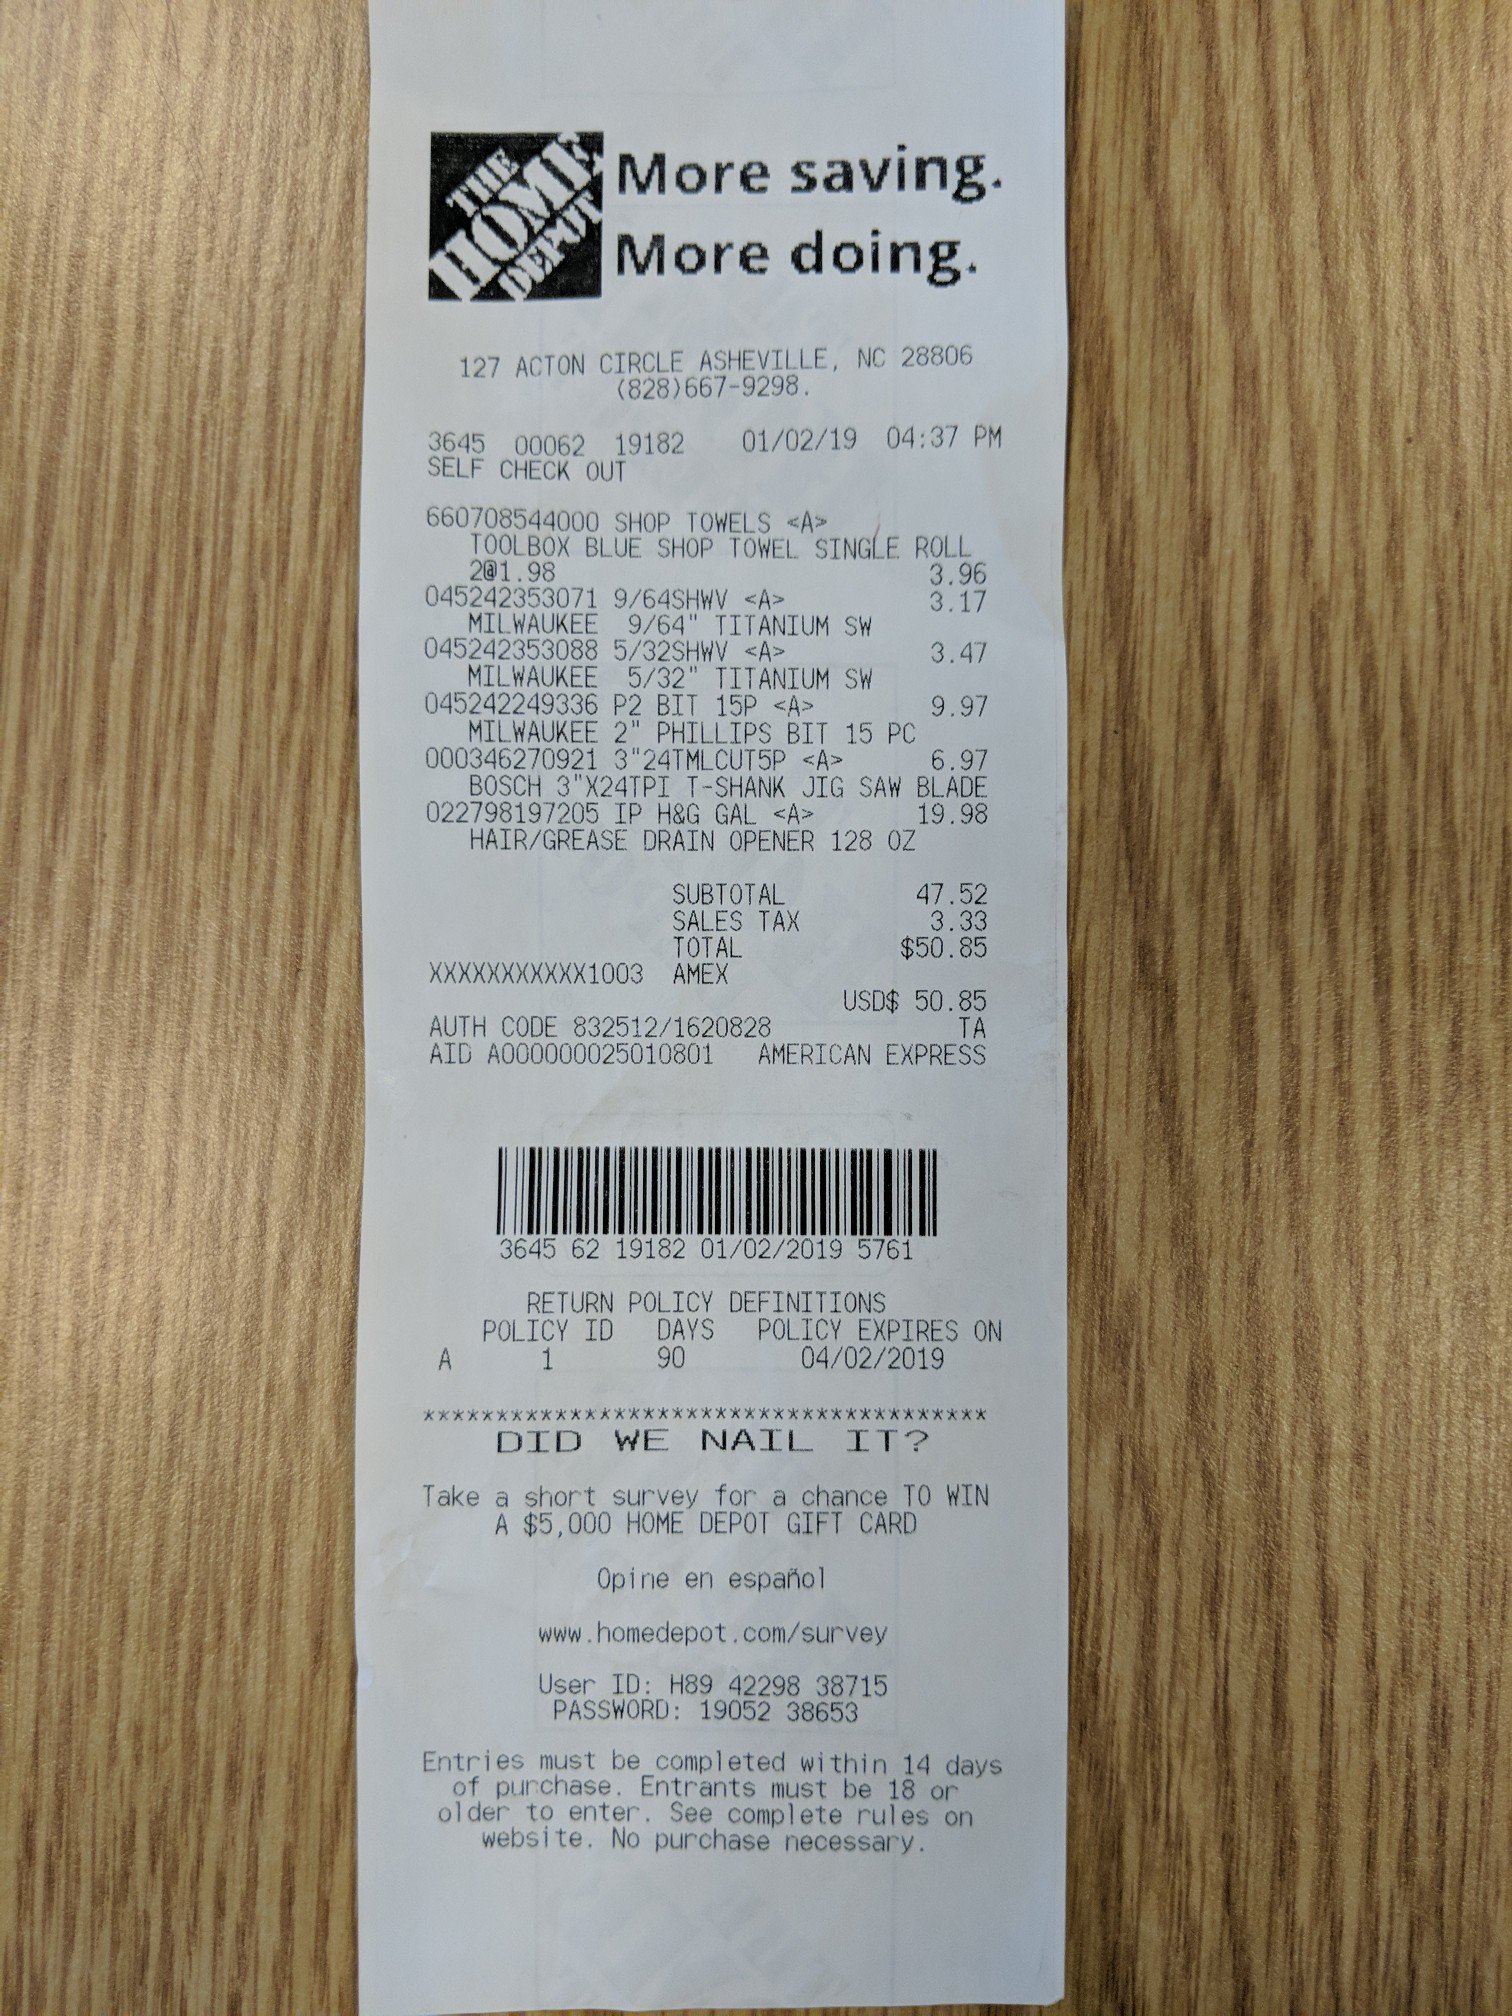 THE HOME DEPOT
More saving.
More doing.
127 ACTON CIRCLE ASHEVILLE, NC 28806
(828)667-9298.
3645 00062 19182 01/02/19 04:37 PM
SELF CHECK OUT
660708544000 SHOP TOWELS <A>
TOOLBOX BLUE SHOP TOWEL SINGLE ROLL
2@1.98 3.96
045242353071 9/64SHWV <A> 3.17
MILWAUKEE 9/64" TITANIUM SW
045242353088 5/32SHWV <A> 3.47
MILWAUKEE 5/32" TITANIUM SW
045242249336 P2 BIT 15P <A> 9.97
MILWAUKEE 2" PHILLIPS BIT 15 PC
000346270921 3"24TMLCUT5P <A> 6.97
BOSCH 3"X24TPI T-SHANK JIG SAW BLADE
022798197205 IP H&G GAL <A> 19.98
HAIR/GREASE DRAIN OPENER 128 OZ
SUBTOTAL 47.52
SALES TAX 3.33
TOTAL $50.85
XXXXXXXXXXX1003 AMEX
USD$ 50.85
AUTH CODE 832512/1620828 TA
AID A000000025010801 AMERICAN EXPRESS
3645 62 19182 01/02/2019 5761
RETURN POLICY DEFINITIONS
POLICY ID DAYS POLICY EXPIRES ON
A 1 90 04/02/2019
***************************************
DID WE NAIL IT?
Take a short survey for a chance TO WIN
A $5,000 HOME DEPOT GIFT CARD
Opine en español
www.homedepot.com/survey
User ID: H89 42298 38715
PASSWORD: 19052 38653
Entries must be completed within 14 days
of purchase. Entrants must be 18 or
older to enter. See complete rules on
website. No purchase necessary.